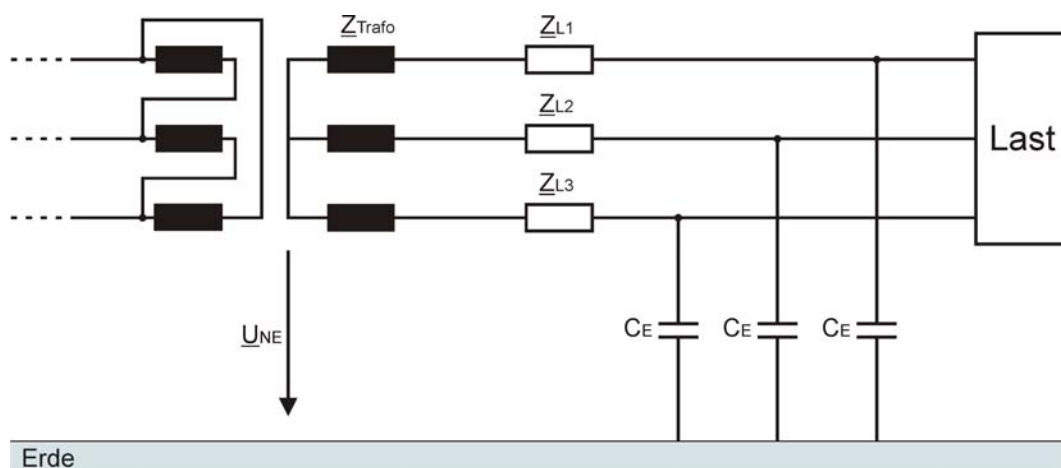 ZTrafo
ZL1
ZL2
ZL3
Last
UNE
CE
CE
CE
Erde